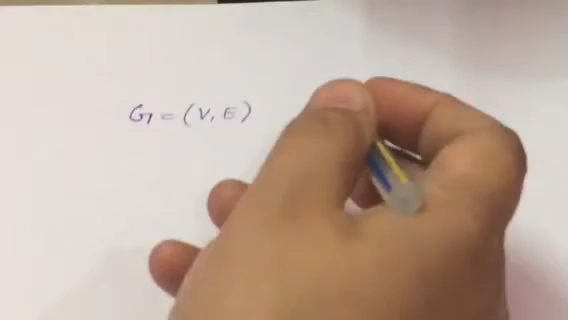 G = (V, E)